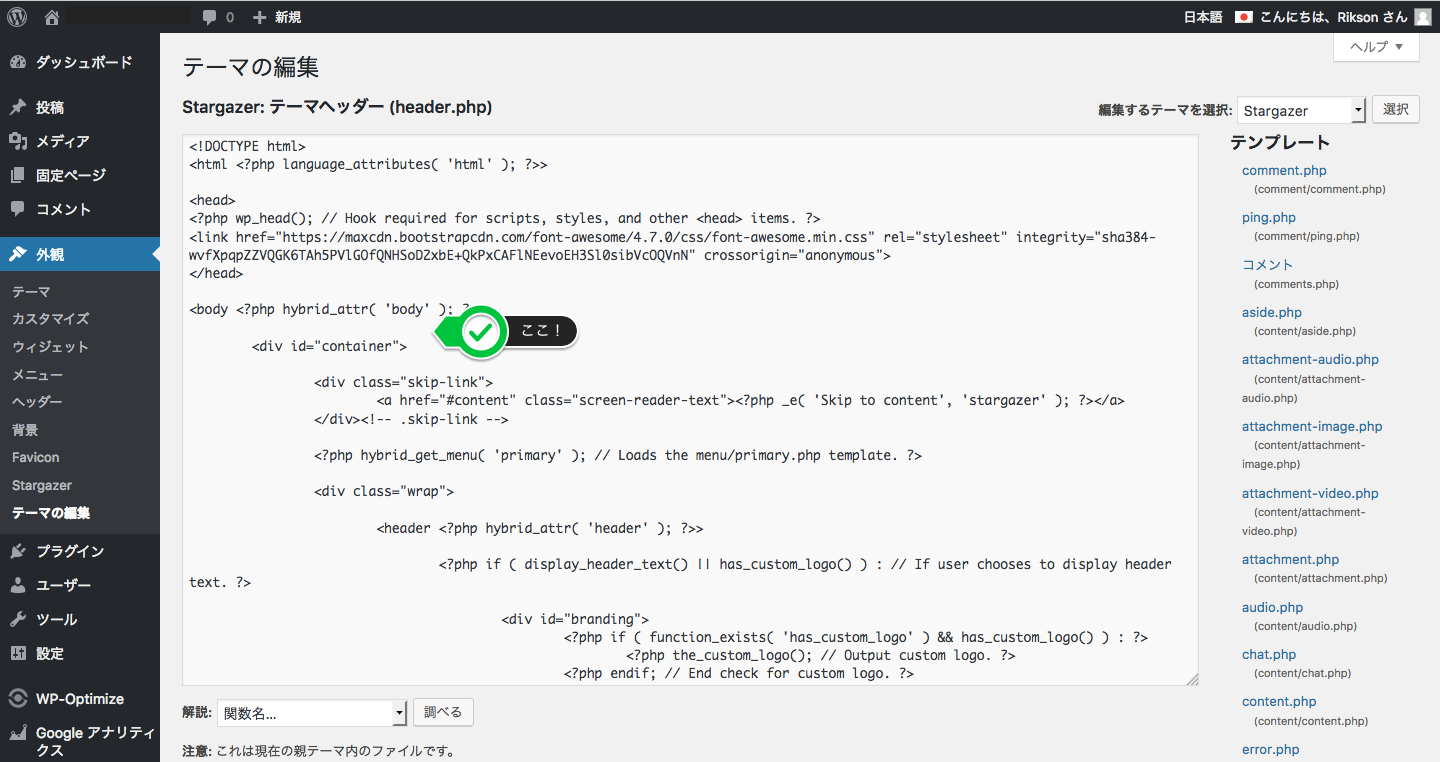 0 新規 日本語 こんにちは、Rikson さん
ダッシュボード
投稿
メディア
固定ページ
コメント
外観
テーマ
カスタマイズ
ウィジェット
メニュー
ヘッダー
背景
Favicon
Stargazer
テーマの編集
プラグイン
ユーザー
ツール
設定
WP-Optimize
Google アナリティ
クス
ヘルプ ▼
テーマの編集
Stargazer: テーマヘッダー (header.php)
編集するテーマを選択: Stargazer 選択
<!DOCTYPE html>
<html <?php language_attributes( 'html' ); ?>>
<head>
<?php wp_head(); // Hook required for scripts, styles, and other <head> items. ?>
<link href="https://maxcdn.bootstrapcdn.com/font-awesome/4.7.0/css/font-awesome.min.css" rel="stylesheet" integrity="sha384-
wvfXpqpZZVQGK6TAh5PVlGOfQNHSoD2xbE+QkPxCAFlNEevoEH3Sl0sibVcOQVnN" crossorigin="anonymous">
</head>
<body <?php hybrid_attr( 'body' ); ?
ここ！
<div id="container">
<div class="skip-link">
<a href="#content" class="screen-reader-text"><?php _e( 'Skip to content', 'stargazer' ); ?></a>
</div><!-- .skip-link -->
<?php hybrid_get_menu( 'primary' ); // Loads the menu/primary.php template. ?>
<div class="wrap">
<header <?php hybrid_attr( 'header' ); ?>>
<?php if ( display_header_text() || has_custom_logo() ) : // If user chooses to display header
text. ?>
<div id="branding">
<?php if ( function_exists( 'has_custom_logo' ) && has_custom_logo() ) : ?>
<?php the_custom_logo(); // Output custom logo. ?>
<?php endif; // End check for custom logo. ?>
解説: 関数名... 調べる
注意: これは現在の親テーマ内のファイルです。
テンプレート
comment.php
(comment/comment.php)
ping.php
(comment/ping.php)
コメント
(comments.php)
aside.php
(content/aside.php)
attachment-audio.php
(content/attachment-
audio.php)
attachment-image.php
(content/attachment-
image.php)
attachment-video.php
(content/attachment-
video.php)
attachment.php
(content/attachment.php)
audio.php
(content/audio.php)
chat.php
(content/chat.php)
content.php
(content/content.php)
error.php